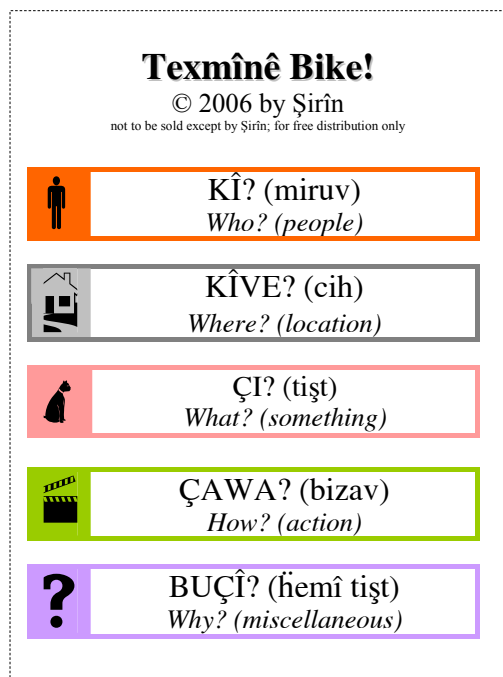 Texmînê Bike!
© 2006 by Şirîn
not to be sold except by Şirîn; for free distribution only
KÎ? (miruv)
Who? (people)
KÎVE? (cih)
Where? (location)
ÇI? (tişt)
What? (something)
ÇAWA? (bizav)
How? (action)
BUÇÎ? (ḧemî tişt)
Why? (miscellaneous)